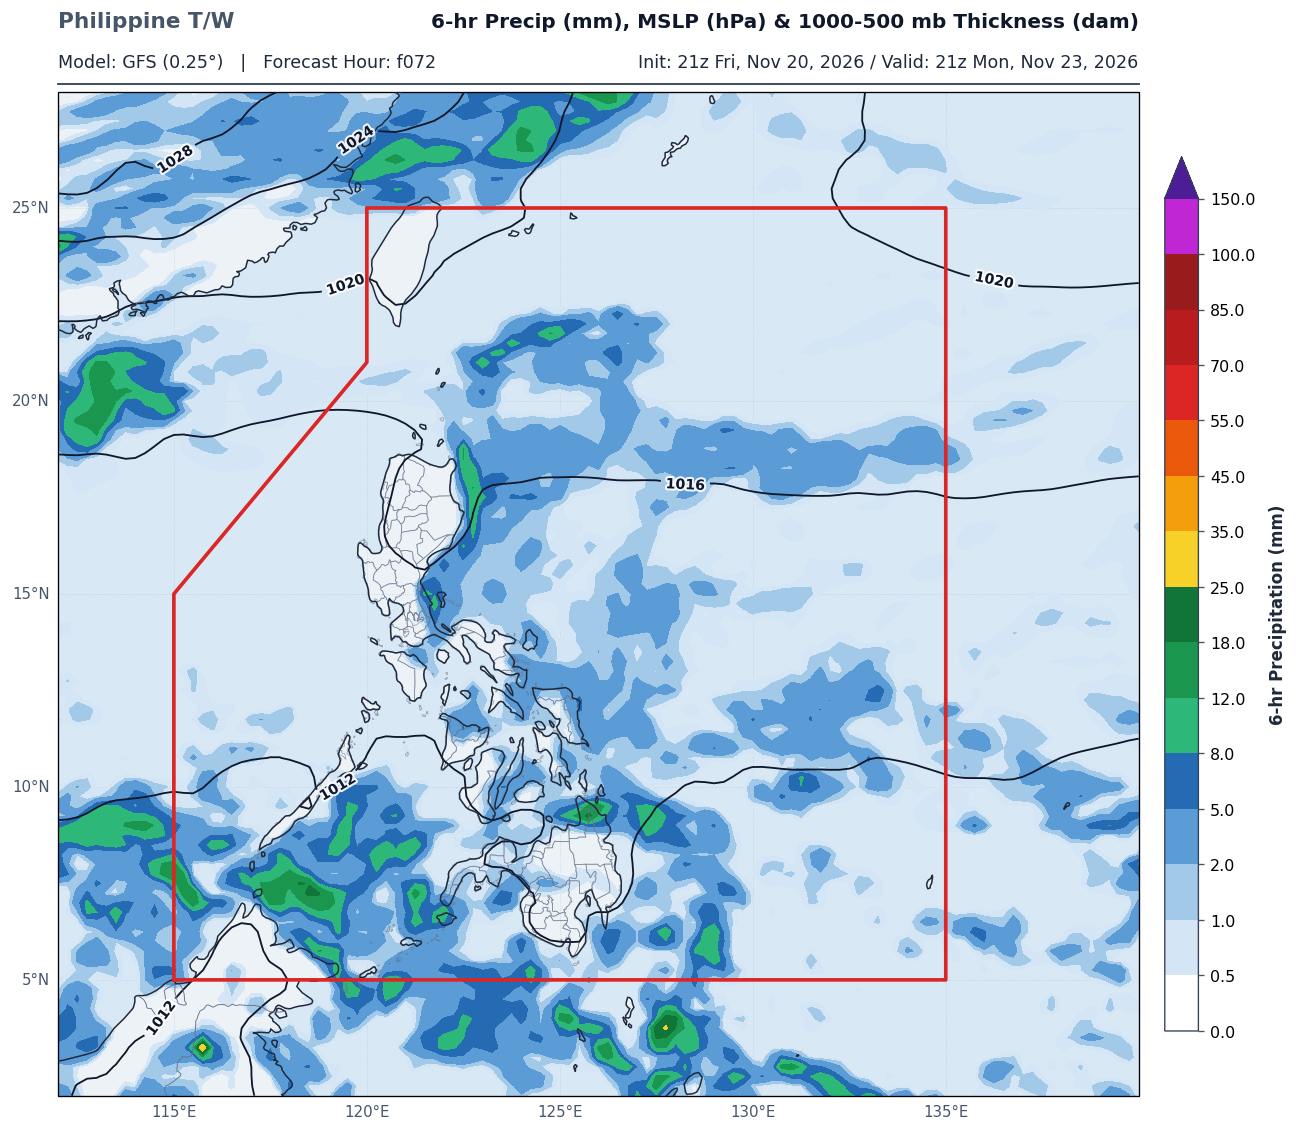 Philippine T/W
6-hr Precip (mm), MSLP (hPa) & 1000-500 mb Thickness (dam)
Model: GFS (0.25°) | Forecast Hour: f072
Init: 21z Fri, Nov 20, 2026 / Valid: 21z Mon, Nov 23, 2026
1028
1024
1020
1020
1016
1012
1012
25°N
20°N
15°N
10°N
5°N
115°E
120°E
125°E
130°E
135°E
150.0
100.0
85.0
70.0
55.0
45.0
35.0
25.0
18.0
12.0
8.0
5.0
2.0
1.0
0.5
0.0
6-hr Precipitation (mm)